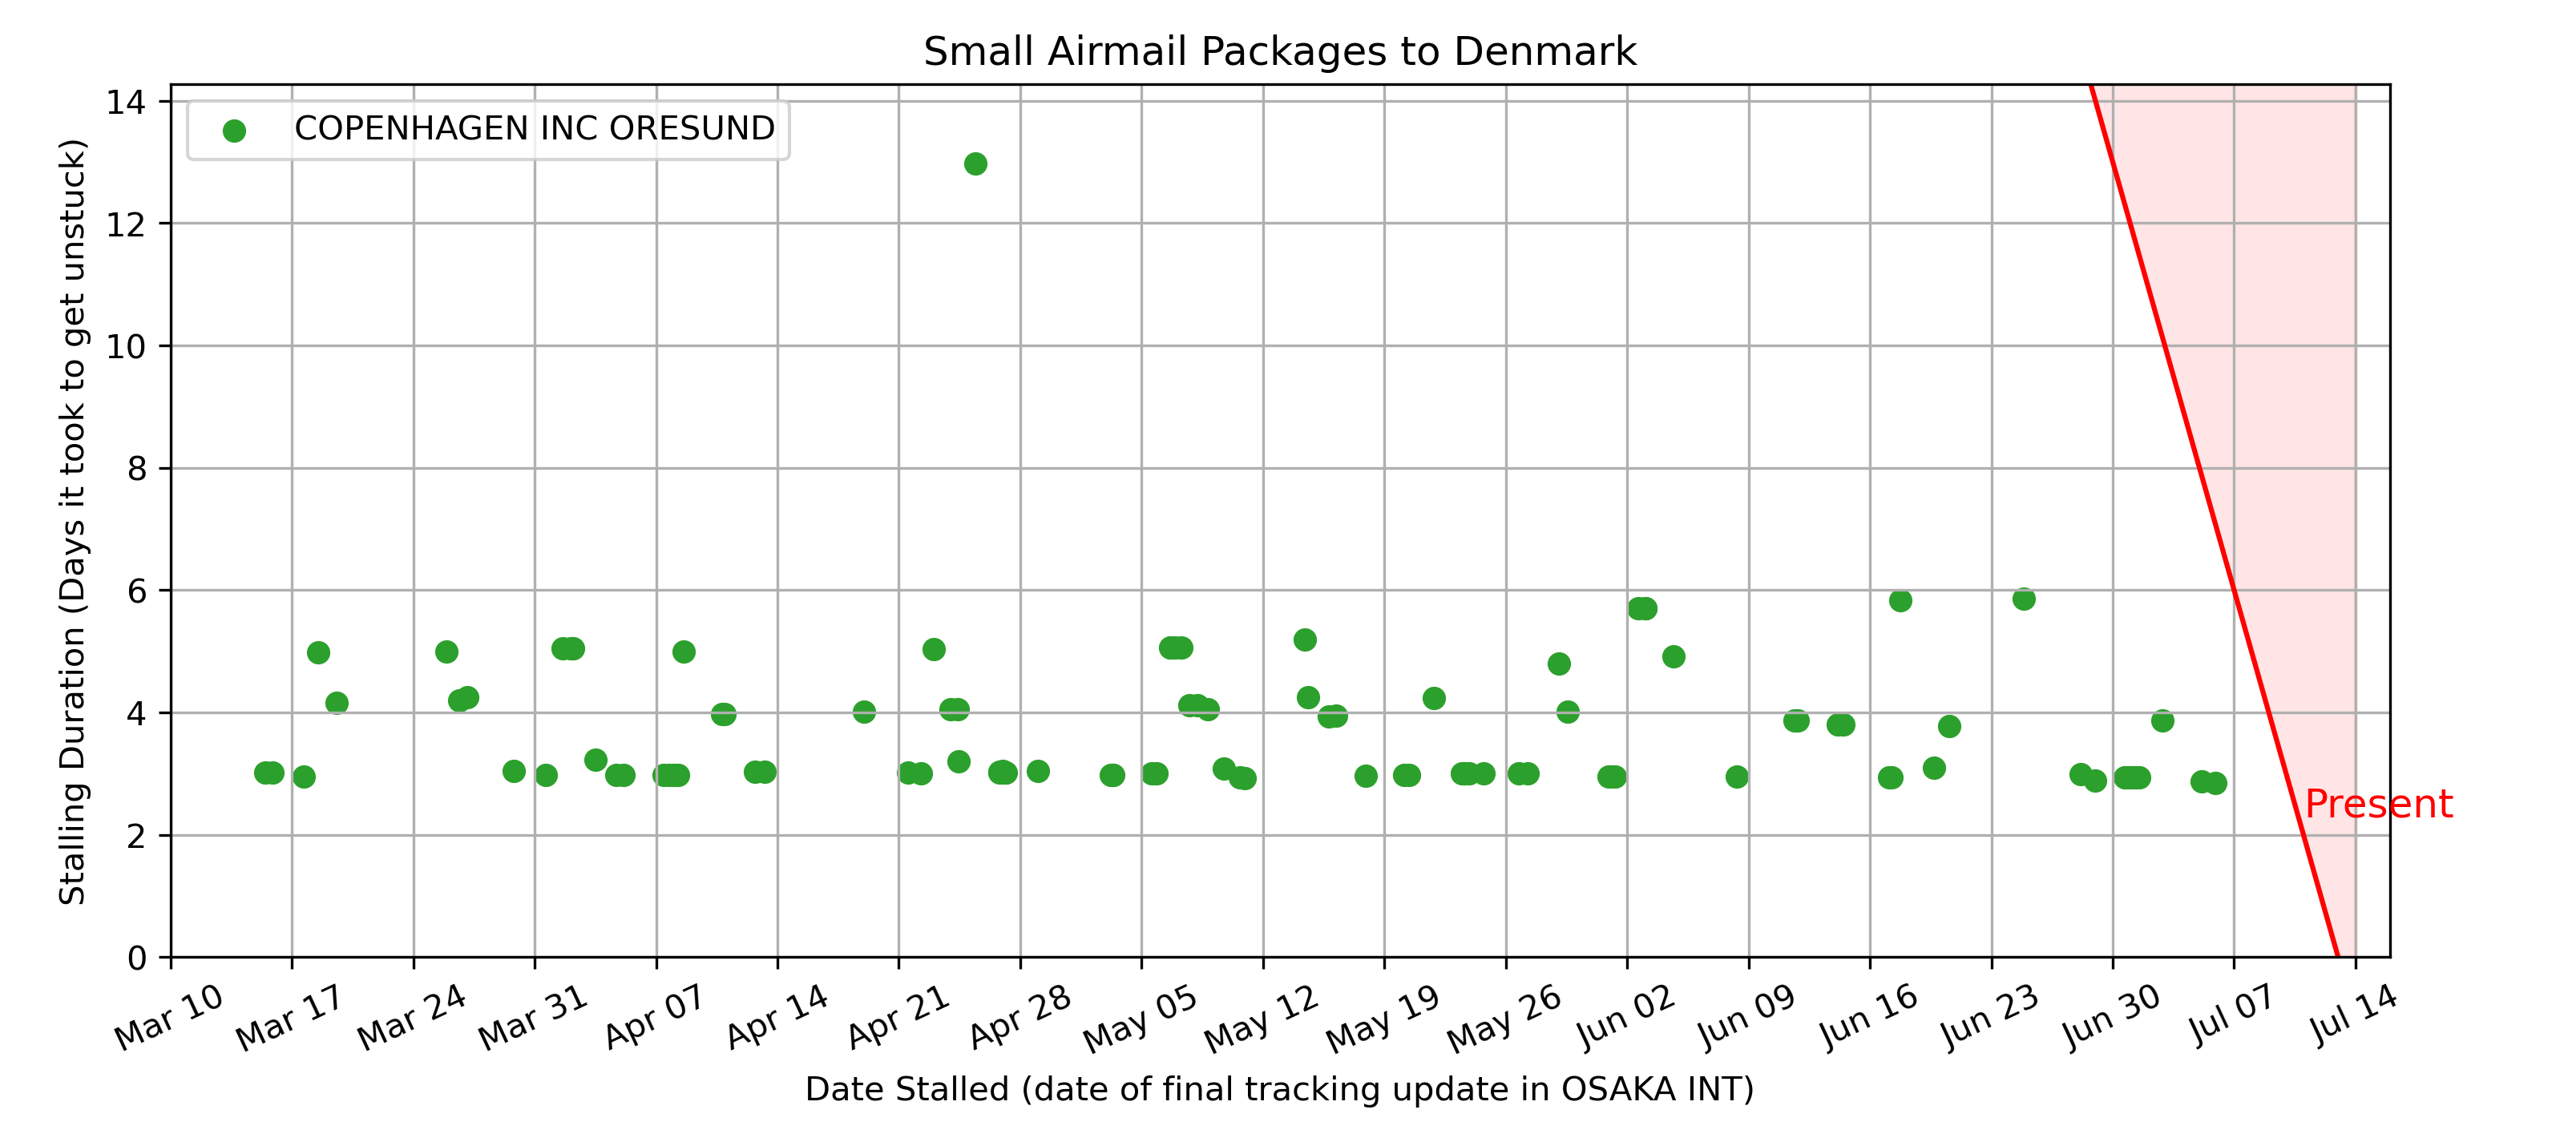 Small Airmail Packages to Denmark
COPENHAGEN INC ORESUND
Stalling Duration (Days it took to get unstuck)
14
12
10
8
6
4
2
0
Present
Mar 10
Mar 17
Mar 24
Mar 31
Apr 07
Apr 14
Apr 21
Apr 28
May 05
May 12
May 19
May 26
Jun 02
Jun 09
Jun 16
Jun 23
Jun 30
Jul 07
Jul 14
Date Stalled (date of final tracking update in OSAKA INT)